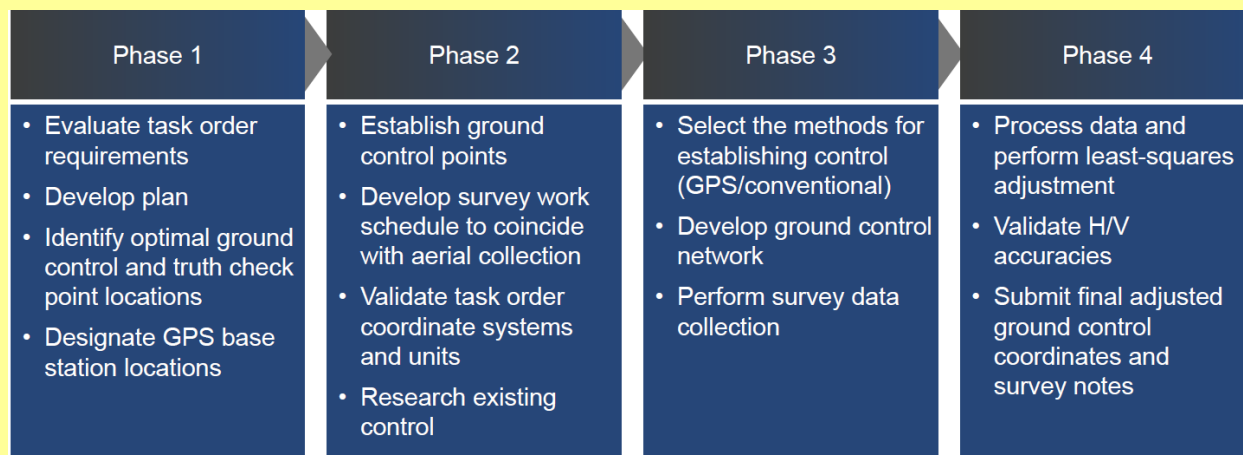 Phase 1
• Evaluate task order
requirements
• Develop plan
• Identify optimal ground
control and truth check
point locations
• Designate GPS base
station locations
Phase 2
• Establish ground
control points
• Develop survey work
schedule to coincide
with aerial collection
• Validate task order
coordinate systems
and units
• Research existing
control
Phase 3
• Select the methods for
establishing control
(GPS/conventional)
• Develop ground control
network
• Perform survey data
collection
Phase 4
• Process data and
perform least-squares
adjustment
• Validate H/V
accuracies
• Submit final adjusted
ground control
coordinates and
survey notes